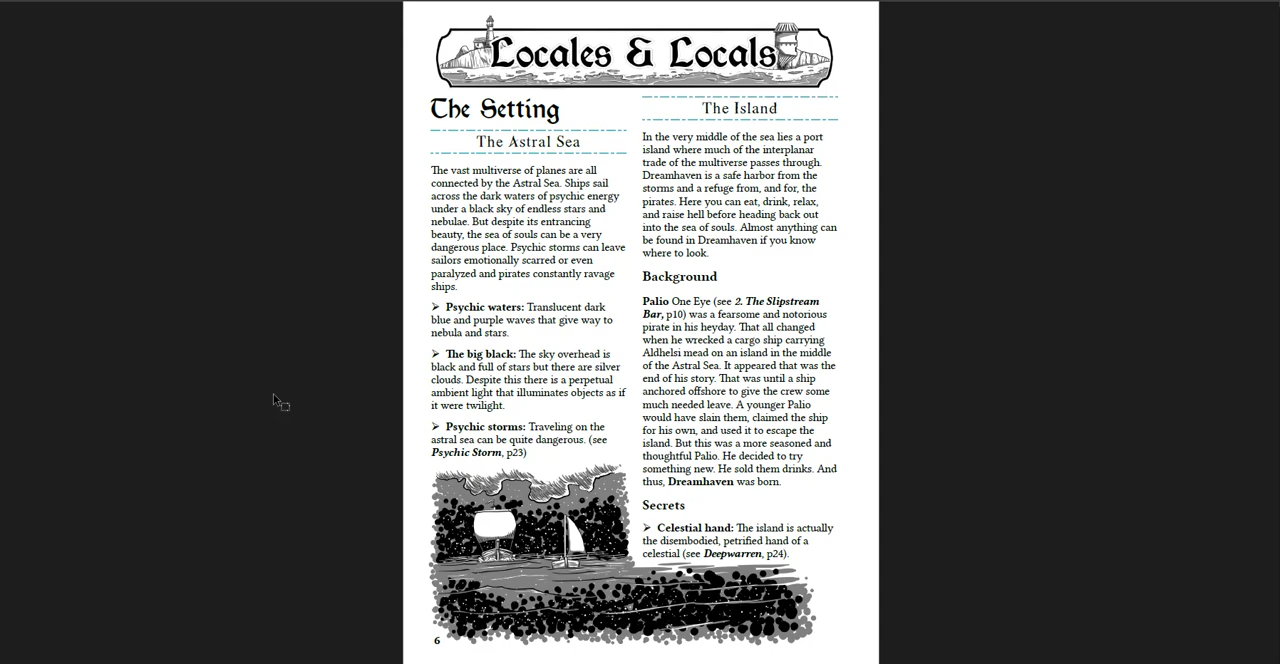 Locales & Locals
The Setting
The Astral Sea
The vast multiverse of planes are all
connected by the Astral Sea. Ships sail
across the dark waters of psychic energy
under a black sky of endless stars and
nebulae. But despite its entrancing
beauty, the sea of souls can be a very
dangerous place. Psychic storms can leave
sailors emotionally scarred or even
paralyzed and pirates constantly ravage
ships.
➢ Psychic waters: Translucent dark
blue and purple waves that give way to
nebula and stars.
➢ The big black: The sky overhead is
black and full of stars but there are silver
clouds. Despite this there is a perpetual
ambient light that illuminates objects as if
it were twilight.
➢ Psychic storms: Traveling on the
astral sea can be quite dangerous. (see
Psychic Storm, p23)
The Island
In the very middle of the sea lies a port
island where much of the interplanar
trade of the multiverse passes through.
Dreamhaven is a safe harbor from the
storms and a refuge from, and for, the
pirates. Here you can eat, drink, relax,
and raise hell before heading back out
into the sea of souls. Almost anything can
be found in Dreamhaven if you know
where to look.
Background
Palio One Eye (see 2. The Slipstream
Bar, p10) was a fearsome and notorious
pirate in his heyday. That all changed
when he wrecked a cargo ship carrying
Aldhelsi mead on an island in the middle
of the Astral Sea. It appeared that was the
end of his story. That was until a ship
anchored offshore to give the crew some
much needed leave. A younger Palio
would have slain them, claimed the ship
for his own, and used it to escape the
island. But this was a more seasoned and
thoughtful Palio. He decided to try
something new. He sold them drinks. And
thus, Dreamhaven was born.
Secrets
➢ Celestial hand: The island is actually
the disembodied, petrified hand of a
celestial (see Deepwarren, p24).
6